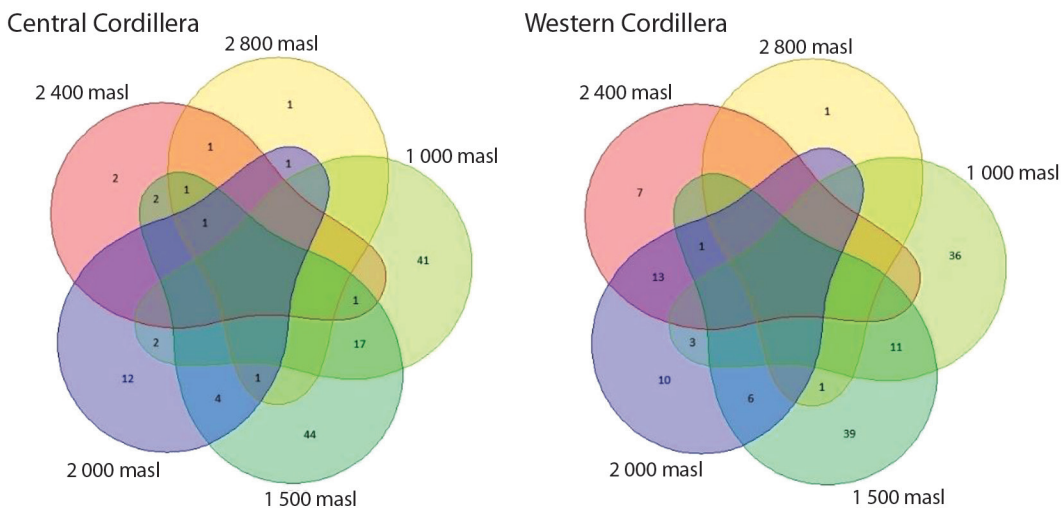 Central Cordillera
2 800 masl
2 400 masl
1 000 masl
2 000 masl
1 500 masl
1
1
1
2
2
1
1
41
1
2
17
12
1
4
44
Western Cordillera
2 800 masl
2 400 masl
1 000 masl
2 000 masl
1 500 masl
1
7
1
36
13
3
11
10
1
6
39